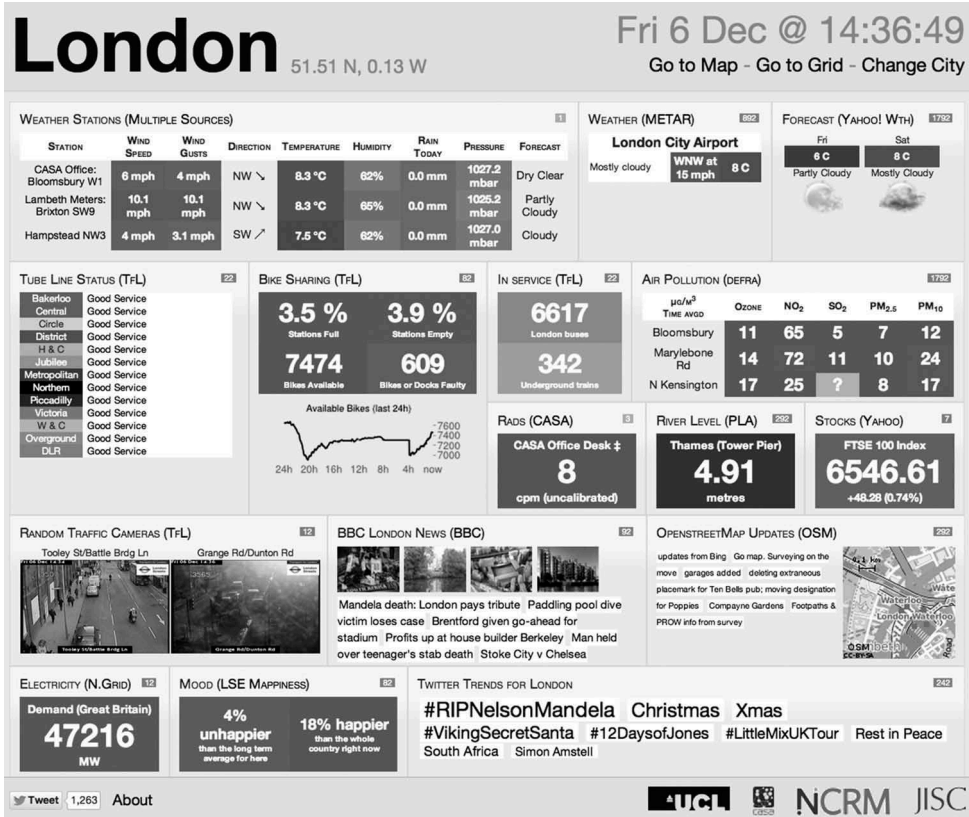 London
51.51 N, 0.13 W
Fri 6 Dec @ 14:36:49
Go to Map - Go to Grid - Change City
WEATHER STATIONS (MULTIPLE SOURCES) 1
STATION WIND SPEED WIND GUSTS DIRECTION TEMPERATURE HUMIDITY RAIN TODAY PRESSURE FORECAST
CASA Office: Bloomsbury W1 6 mph 4 mph NW ↘ 8.3 °C 62% 0.0 mm 1027.2 mbar Dry Clear
Lambeth Meters: Brixton SW9 10.1 mph 10.1 mph NW ↘ 8.3 °C 65% 0.0 mm 1025.2 mbar Partly Cloudy
Hampstead NW3 4 mph 3.1 mph SW ↗ 7.5 °C 62% 0.0 mm 1027.0 mbar Cloudy
WEATHER (METAR) 892
London City Airport
Mostly cloudy WNW at 15 mph 8 C
FORECAST (YAHOO! WTH) 1792
Fri Sat
6 C 8 C
Partly Cloudy Mostly Cloudy
TUBE LINE STATUS (TFL) 22
Bakerloo Good Service
Central Good Service
Circle Good Service
District Good Service
H & C Good Service
Jubilee Good Service
Metropolitan Good Service
Northern Good Service
Piccadilly Good Service
Victoria Good Service
W & C Good Service
Overground Good Service
DLR Good Service
BIKE SHARING (TFL) 82
3.5 % 3.9 %
Stations Full Stations Empty
7474 609
Bikes Available Bikes or Docks Faulty
Available Bikes (last 24h)
-7600
-7400
-7200
-7000
24h 20h 16h 12h 8h 4h now
IN SERVICE (TFL) 22
6617
London buses
342
Underground trains
AIR POLLUTION (DEFRA) 1792
µG/M³ TIME AVGD OZONE NO₂ SO₂ PM₂.₅ PM₁₀
Bloomsbury 11 65 5 7 12
Marylebone Rd 14 72 11 10 24
N Kensington 17 25 ? 8 17
RADS (CASA) 3
CASA Office Desk ‡
8
cpm (uncalibrated)
RIVER LEVEL (PLA) 292
Thames (Tower Pier)
4.91
metres
STOCKS (YAHOO) 7
FTSE 100 Index
6546.61
+48.28 (0.74%)
RANDOM TRAFFIC CAMERAS (TFL) 12
Tooley St/Battle Brdg Ln Grange Rd/Dunton Rd
Tooley St/Battle Brdg Ln Grange Rd/Dunton Rd
BBC LONDON NEWS (BBC) 92
Mandela death: London pays tribute Paddling pool dive
victim loses case Brentford given go-ahead for
stadium Profits up at house builder Berkeley Man held
over teenager's stab death Stoke City v Chelsea
OPENSTREETMAP UPDATES (OSM) 292
updates from Bing Go map. Surveying on the
move garages added deleting extraneous
placemark for Ten Bells pub; moving designation
for Poppies Compayne Gardens Footpaths &
PROW info from survey
0.1 km
Waterloo
London Waterloo
Road
OSM
CC-BY-SA
ELECTRICITY (N.GRID) 12
Demand (Great Britain)
47216
MW
MOOD (LSE MAPPINESS) 82
4% unhappier than the long term average for here
18% happier than the whole country right now
TWITTER TRENDS FOR LONDON 242
#RIPNelsonMandela Christmas Xmas
#VikingSecretSanta #12DaysofJones #LittleMixUKTour Rest in Peace
South Africa Simon Amstell
Tweet 1,263 About
UCL casa NCRM JISC